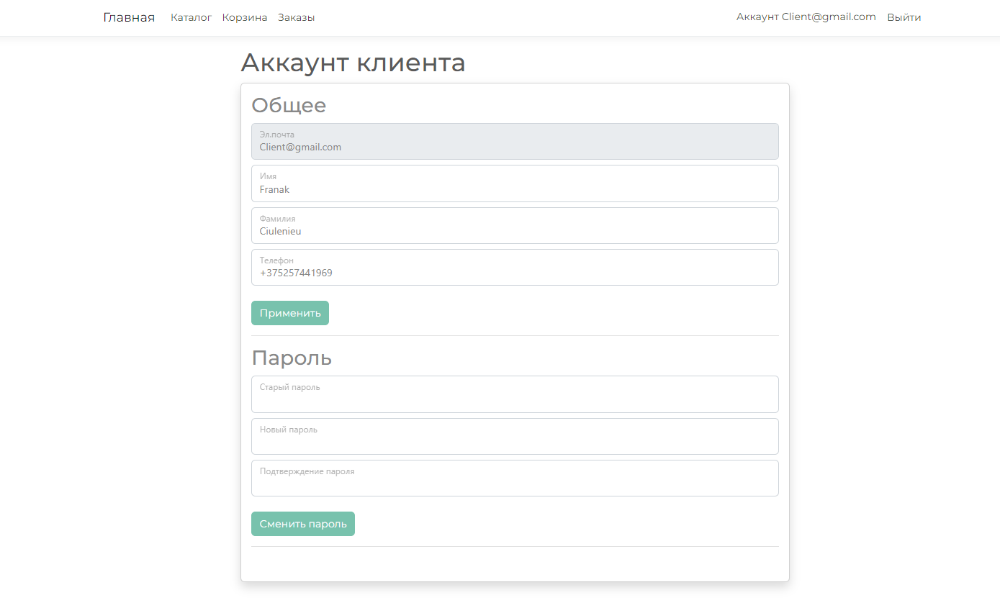 Главная Каталог Корзина Заказы Аккаунт Client@gmail.com Выйти
Аккаунт клиента
Общее
Эл.почта
Client@gmail.com
Имя
Franak
Фамилия
Ciulenieu
Телефон
+375257441969
Применить
Пароль
Старый пароль
Новый пароль
Подтверждение пароля
Сменить пароль